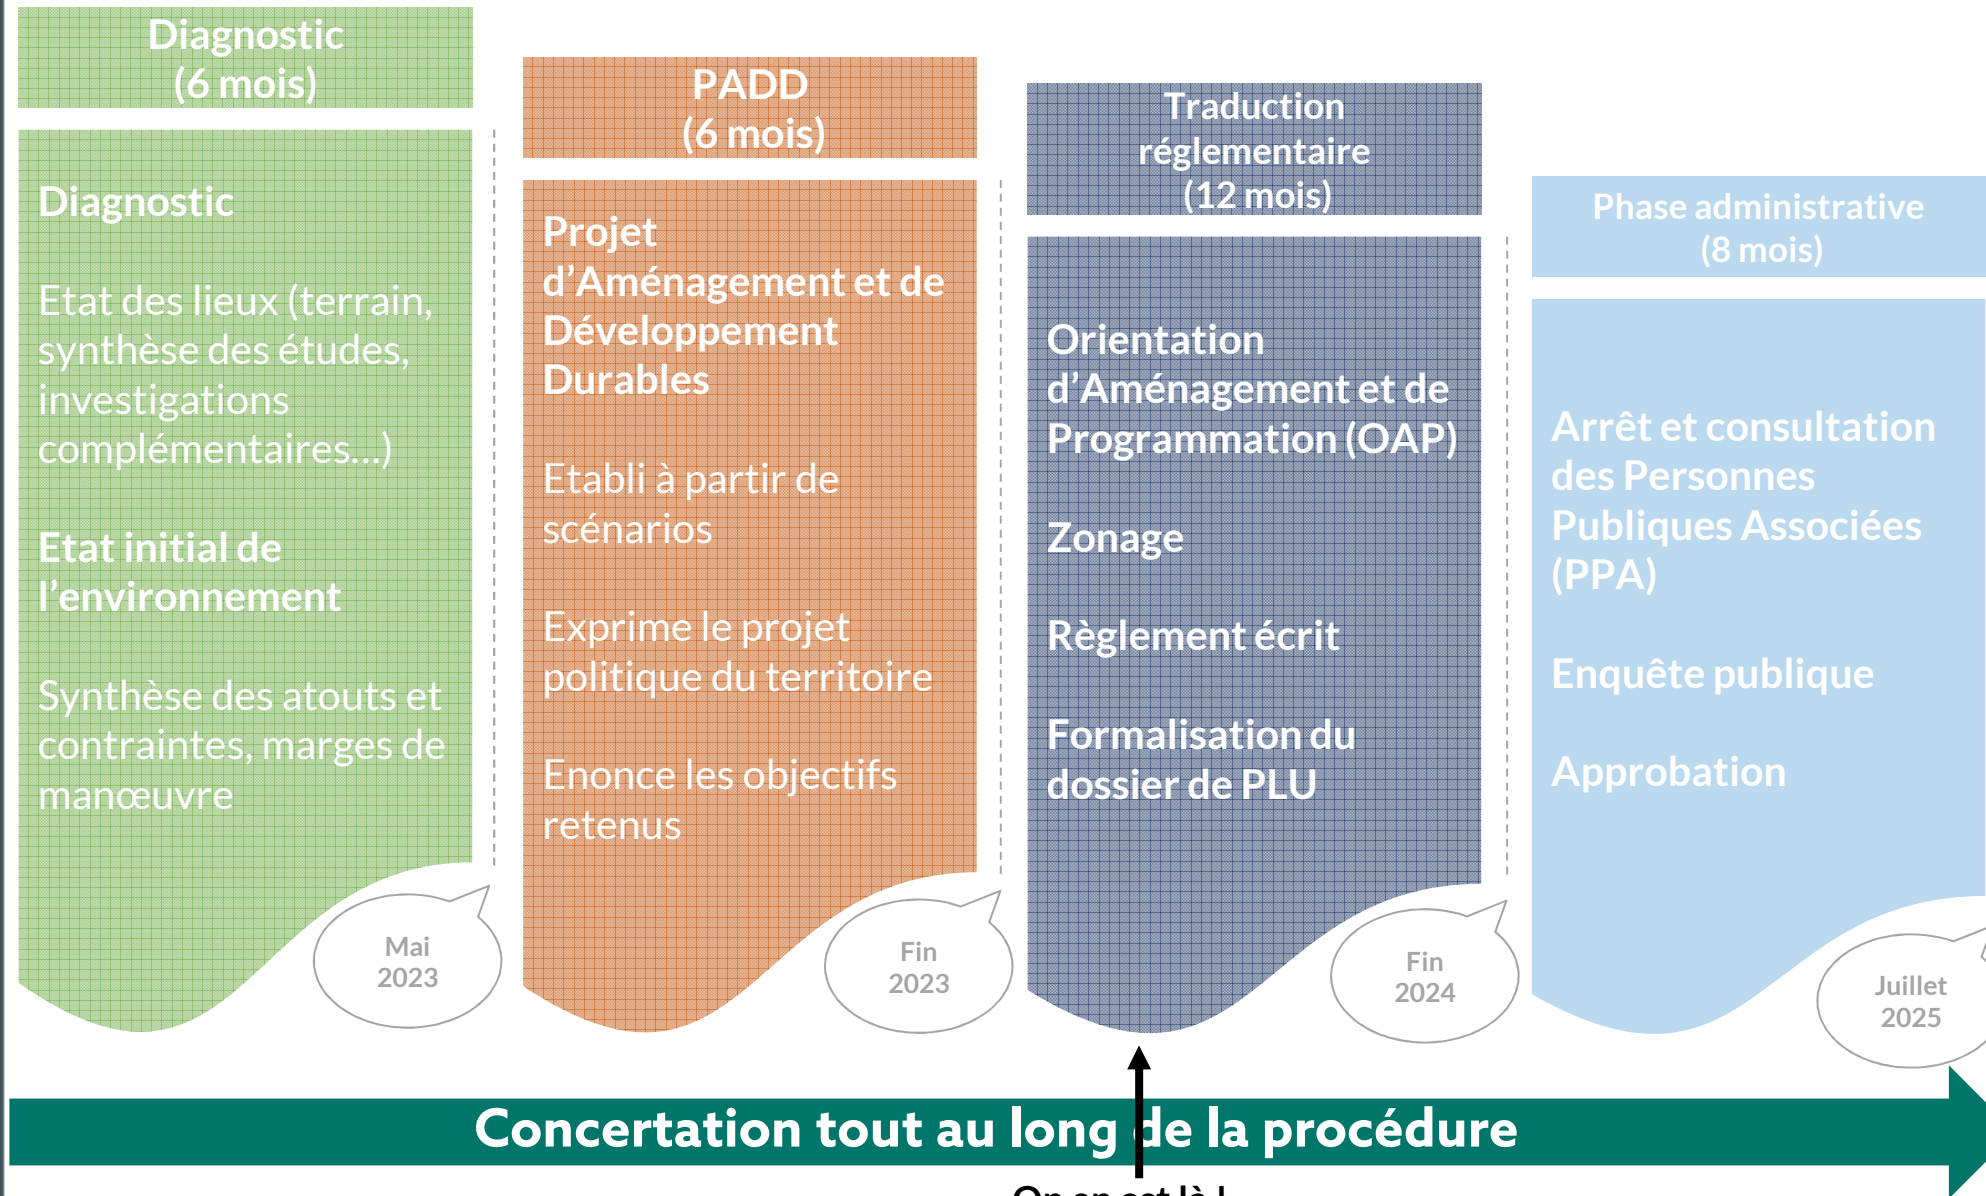 Diagnostic
(6 mois)
Diagnostic
Etat des lieux (terrain,
synthèse des études,
investigations
complémentaires...)
Etat initial de
l'environnement
Synthèse des atouts et
contraintes, marges de
manœuvre
Mai
2023
PADD
(6 mois)
Projet
d'Aménagement et de
Développement
Durables
Etabli à partir de
scénarios
Exprime le projet
politique du territoire
Enonce les objectifs
retenus
Fin
2023
Traduction
réglementaire
(12 mois)
Orientation
d'Aménagement et de
Programmation (OAP)
Zonage
Règlement écrit
Formalisation du
dossier de PLU
Fin
2024
Phase administrative
(8 mois)
Arrêt et consultation
des Personnes
Publiques Associées
(PPA)
Enquête publique
Approbation
Juillet
2025
Concertation tout au long de la procédure
On en est là !